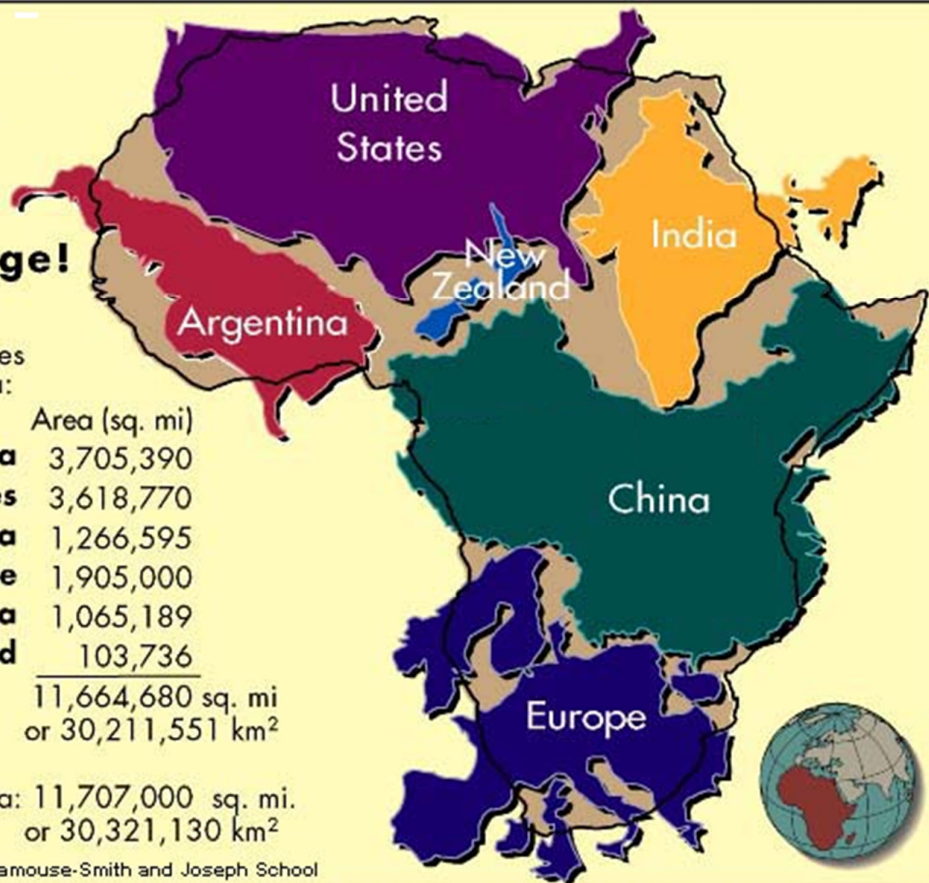 United
States
ge!
India
New
Zealand
Argentina
es
a:
Area (sq. mi)
a 3,705,390
s 3,618,770
a 1,266,595
e 1,905,000
a 1,065,189
d 103,736
11,664,680 sq. mi
or 30,211,551 km²
China
Europe
a: 11,707,000 sq. mi.
or 30,321,130 km²
amouse-Smith and Joseph School